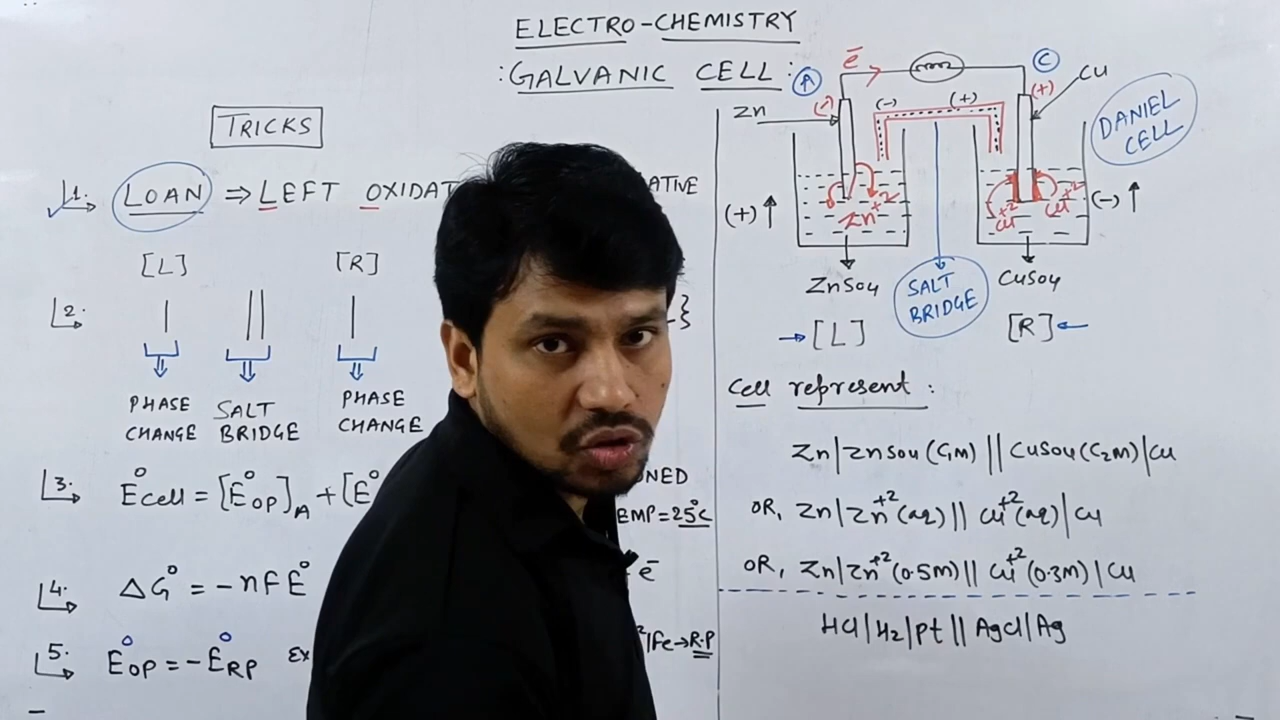 ELECTRO-CHEMISTRY
:GALVANIC CELL:
TRICKS
1. LOAN ⇒ LEFT OXIDAT ATIVE
[L] [R]
2. | || |
PHASE CHANGE
SALT BRIDGE
PHASE CHANGE
3. E°cell = [E°OP]A + [E° ONED
EMP = 25°C
4. ΔG° = -nFE° e̅
5. E°OP = -E°RP Ex |Fe→R.P
A
e̅
C
Zn
Cu
(-)
(-)
(+)
(+)
DANIEL CELL
(+) ↑
Zn+2
Cu+2
Cu+2
(-) ↑
ZnSO4
SALT BRIDGE
CuSO4
→ [L]
[R] ←
Cell represent :
Zn|ZnSO4(C1M)||CuSO4(C2M)|Cu
OR, Zn|Zn+2(aq)||Cu+2(aq)|Cu
OR, Zn|Zn+2(0.5M)||Cu+2(0.3M)|Cu
HCl|H2|Pt||AgCl|Ag